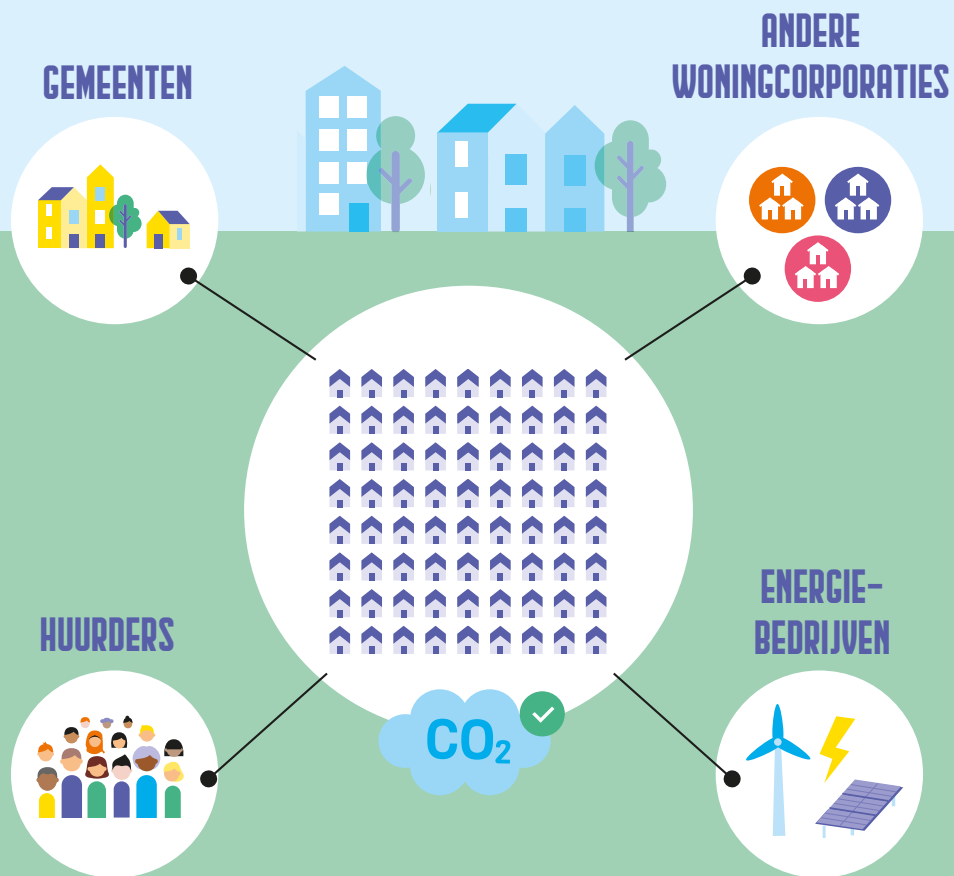 GEMEENTEN
ANDERE
WONINGCORPORATIES
HUURDERS
ENERGIE-
BEDRIJVEN
CO₂